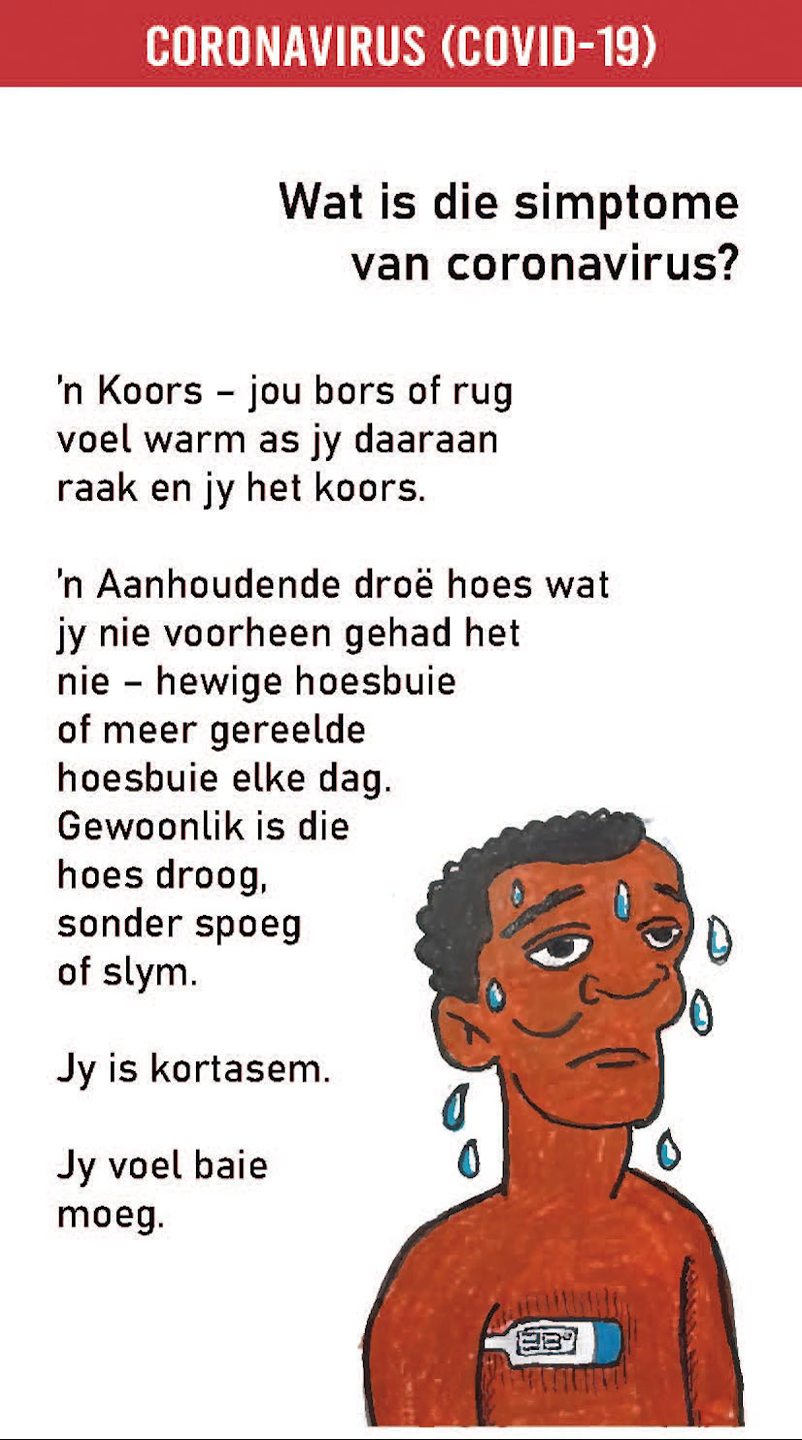 CORONAVIRUS (COVID-19)
Wat is die simptome
van coronavirus?
'n Koors – jou bors of rug
voel warm as jy daaraan
raak en jy het koors.
'n Aanhoudende droë hoes wat
jy nie voorheen gehad het
nie – hewige hoesbuie
of meer gereelde
hoesbuie elke dag.
Gewoonlik is die
hoes droog,
sonder spoeg
of slym.
Jy is kortasem.
Jy voel baie
moeg.